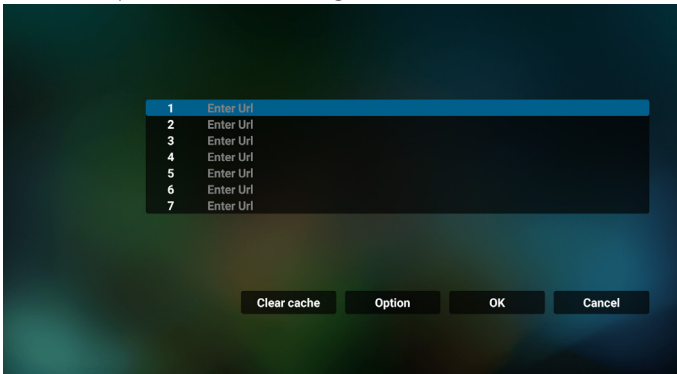 1 Enter Url
2 Enter Url
3 Enter Url
4 Enter Url
5 Enter Url
6 Enter Url
7 Enter Url
Clear cache Option OK Cancel